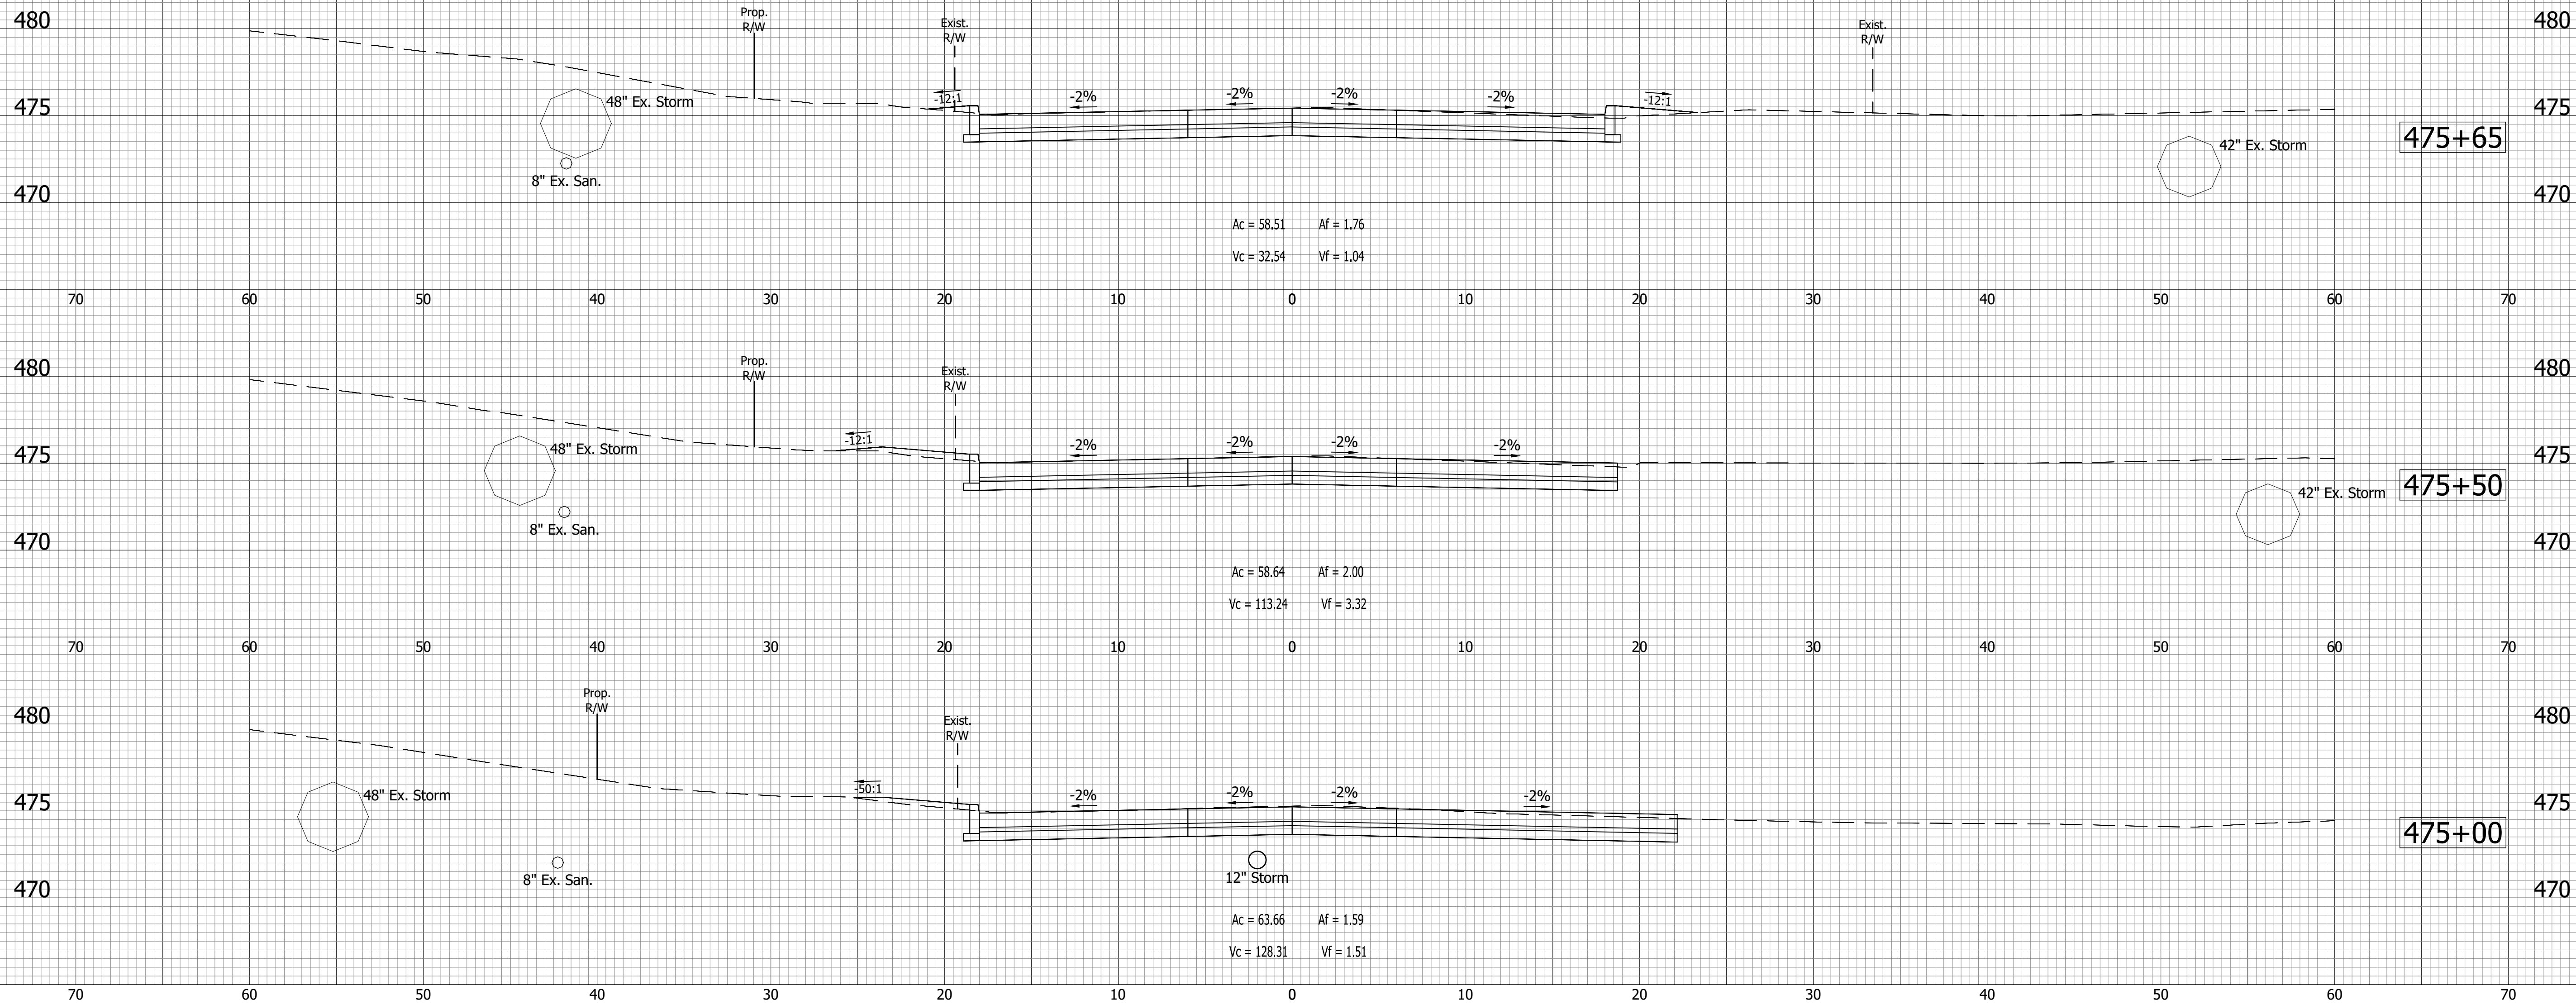 Prop.
R/W
Exist.
R/W
Exist.
R/W
480
480
-12:1
-2%
-2%
-2%
-2%
-12:1
48" Ex. Storm
475
475
475+65
42" Ex. Storm
8" Ex. San.
470
470
Ac = 58.51 Af = 1.76
Vc = 32.54 Vf = 1.04
70 60 50 40 30 20 10 0 10 20 30 40 50 60 70
Prop.
R/W
Exist.
R/W
480
480
-12:1
-2%
-2%
-2%
-2%
48" Ex. Storm
475
475
475+50
42" Ex. Storm
8" Ex. San.
470
470
Ac = 58.64 Af = 2.00
Vc = 113.24 Vf = 3.32
70 60 50 40 30 20 10 0 10 20 30 40 50 60 70
Prop.
R/W
Exist.
R/W
480
480
-50:1
-2%
-2%
-2%
-2%
48" Ex. Storm
475
475
475+00
8" Ex. San.
12" Storm
470
470
Ac = 63.66 Af = 1.59
Vc = 128.31 Vf = 1.51
70 60 50 40 30 20 10 0 10 20 30 40 50 60 70